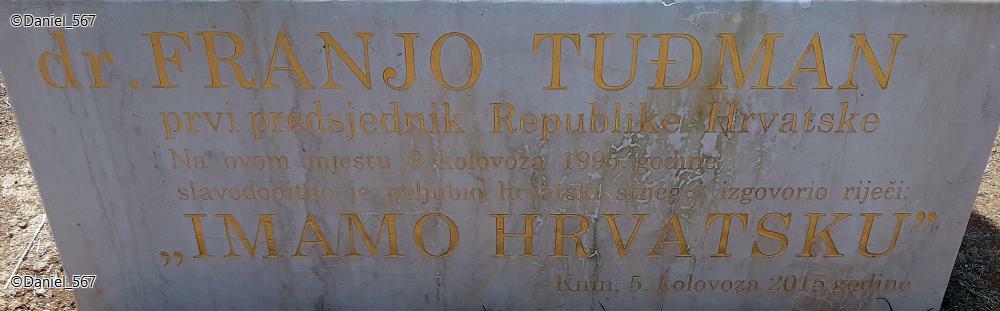 ©Daniel_567
dr. FRANJO TUĐMAN
prvi predsjednik Republike Hrvatske
Na ovom mjestu 6. kolovoza 1995. godine
slavodobitno je poljubio hrvatski stijeg i izgovorio riječi:
„IMAMO HRVATSKU”
Knin, 5. kolovoza 2015. godine
©Daniel_567